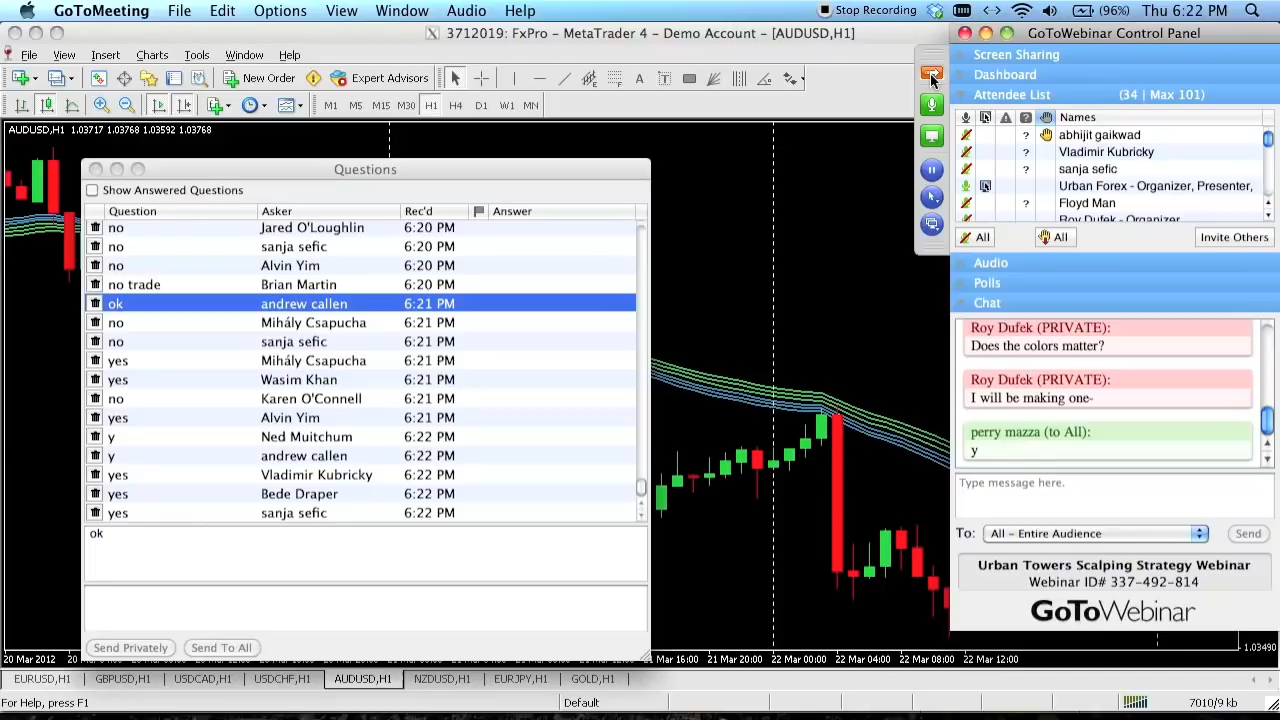 GoToMeeting File Edit Options View Window Audio Help Stop Recording (96%) Thu 6:22 PM
3712019: FxPro - MetaTrader 4 - Demo Account - [AUDUSD,H1]
File View Insert Charts Tools Window Help
New Order Expert Advisors A T
M1 M5 M15 M30 H1 H4 D1 W1 MN
AUDUSD,H1 1.03717 1.03768 1.03592 1.03768
Questions
Show Answered Questions
Question Asker Rec'd Answer
no Jared O'Loughlin 6:20 PM
no sanja sefic 6:20 PM
no Alvin Yim 6:20 PM
no trade Brian Martin 6:20 PM
ok andrew callen 6:21 PM
no Mihály Csapucha 6:21 PM
no sanja sefic 6:21 PM
yes Mihály Csapucha 6:21 PM
yes Wasim Khan 6:21 PM
no Karen O'Connell 6:21 PM
yes Alvin Yim 6:21 PM
y Ned Muitchum 6:22 PM
y andrew callen 6:22 PM
yes Vladimir Kubricky 6:22 PM
yes Bede Draper 6:22 PM
yes sanja sefic 6:22 PM
ok
Send Privately Send To All
GoToWebinar Control Panel
Screen Sharing
Dashboard
Attendee List (34 | Max 101)
Names
? abhijit gaikwad
? Vladimir Kubricky
? sanja sefic
Urban Forex - Organizer, Presenter,
? Floyd Man
Roy Dufek - Organizer
All All Invite Others
Audio
Polls
Chat
Roy Dufek (PRIVATE):
Does the colors matter?
Roy Dufek (PRIVATE):
I will be making one-
perry mazza (to All):
y
Type message here.
To: All - Entire Audience Send
Urban Towers Scalping Strategy Webinar
Webinar ID# 337-492-814
GoToWebinar
1.03490
20 Mar 2012 21 Mar 16:00 21 Mar 20:00 22 Mar 00:00 22 Mar 04:00 22 Mar 08:00 22 Mar 12:00
EURUSD,H1 GBPUSD,H1 USDCAD,H1 USDCHF,H1 AUDUSD,H1 NZDUSD,H1 EURJPY,H1 GOLD,H1
For Help, press F1 Default 7010/9 kb